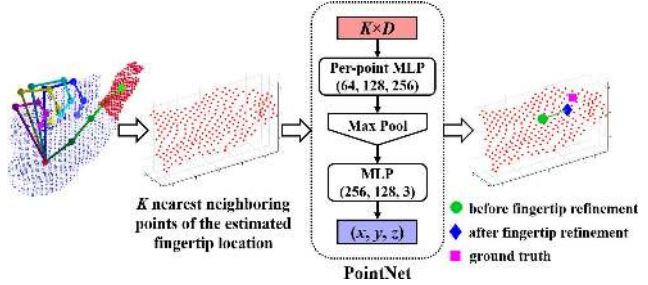 K×D
Per-point MLP
(64, 128, 256)
Max Pool
MLP
(256, 128, 3)
(x, y, z)
PointNet
K nearest neighboring
points of the estimated
fingertip location
before fingertip refinement
after fingertip refinement
ground truth